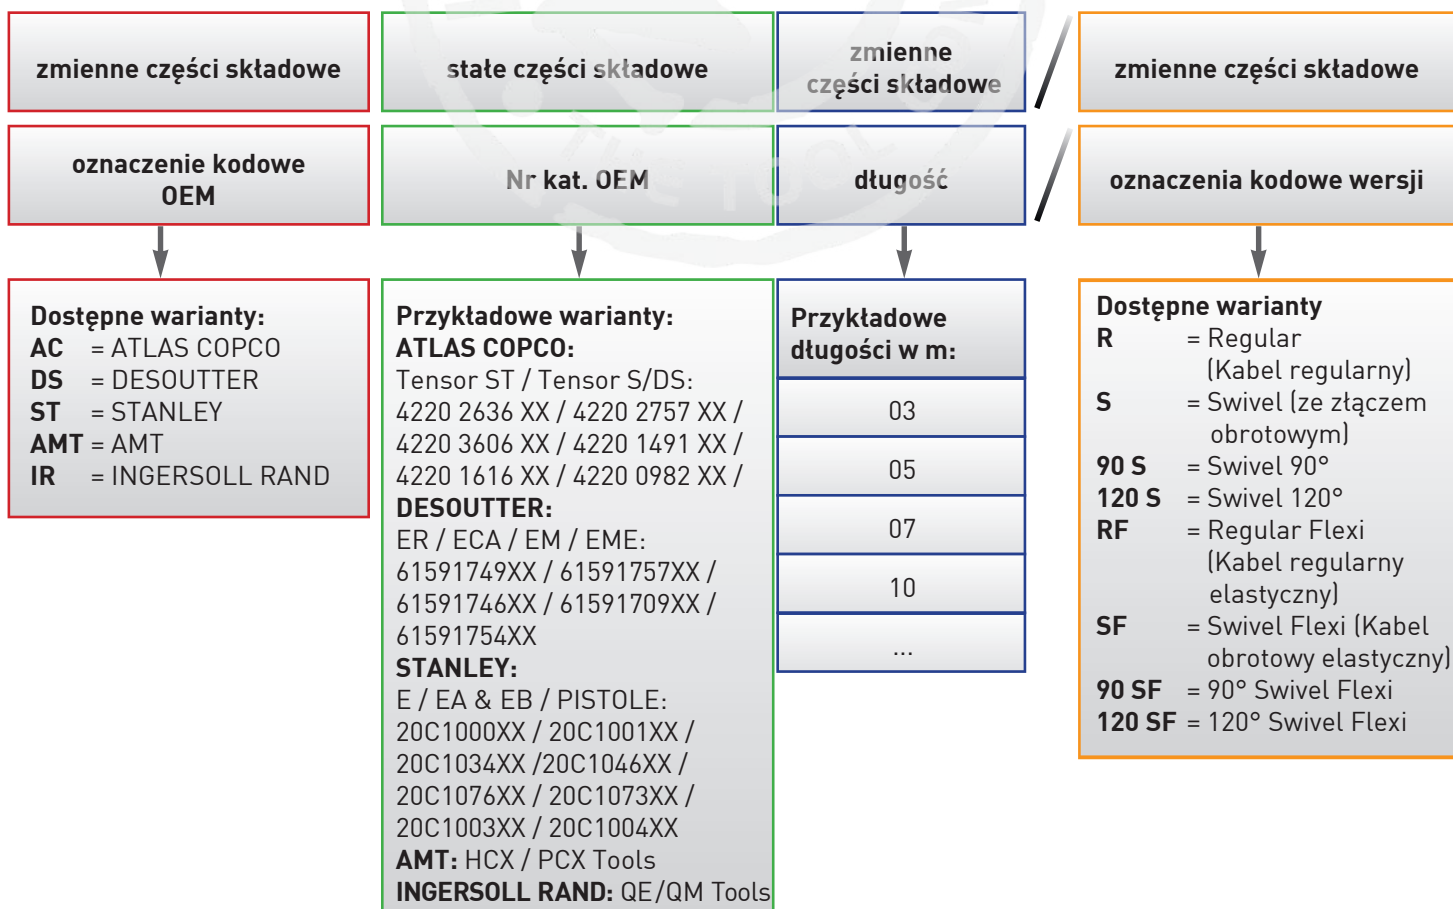 zmienne części składowe
stałe części składowe
zmienne
części składowe
/
zmienne części składowe
oznaczenie kodowe
OEM
Nr kat. OEM
długość
/
oznaczenia kodowe wersji
Dostępne warianty:
AC = ATLAS COPCO
DS = DESOUTTER
ST = STANLEY
AMT = AMT
IR = INGERSOLL RAND
Przykładowe warianty:
ATLAS COPCO:
Tensor ST / Tensor S/DS:
4220 2636 XX / 4220 2757 XX /
4220 3606 XX / 4220 1491 XX /
4220 1616 XX / 4220 0982 XX /
DESOUTTER:
ER / ECA / EM / EME:
61591749XX / 61591757XX /
61591746XX / 61591709XX /
61591754XX
STANLEY:
E / EA & EB / PISTOLE:
20C1000XX / 20C1001XX /
20C1034XX /20C1046XX /
20C1076XX / 20C1073XX /
20C1003XX / 20C1004XX
AMT: HCX / PCX Tools
INGERSOLL RAND: QE/QM Tools
Przykładowe
długości w m:
03
05
07
10
...
Dostępne warianty
R = Regular
(Kabel regularny)
S = Swivel (ze złączem
obrotowym)
90 S = Swivel 90°
120 S = Swivel 120°
RF = Regular Flexi
(Kabel regularny
elastyczny)
SF = Swivel Flexi (Kabel
obrotowy elastyczny)
90 SF = 90° Swivel Flexi
120 SF = 120° Swivel Flexi
THE TOOL